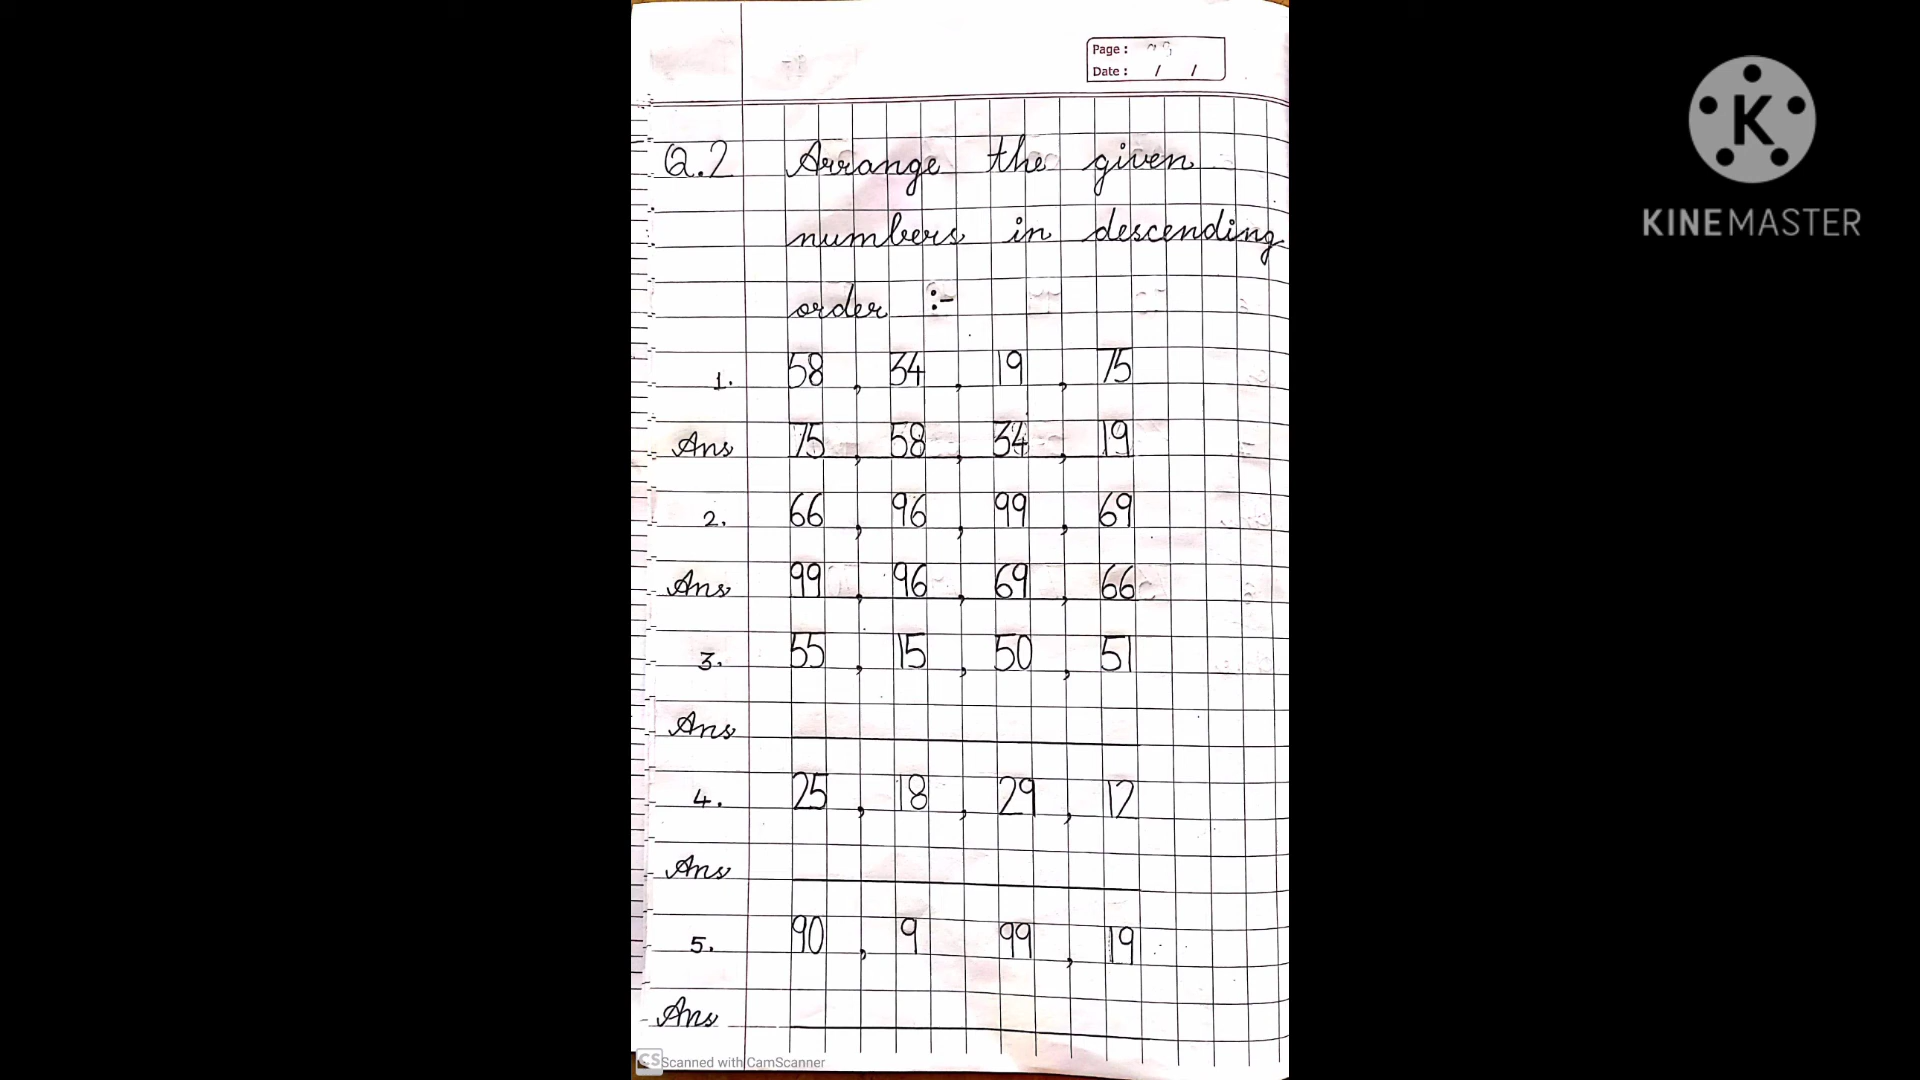 Page :
Date : / /
K
KINEMASTER
Q.2 Arrange the given
numbers in descending
order :-
1. 58 , 34 , 19 , 75
Ans 75 , 58 , 34 , 19
2. 66 , 96 , 99 , 69
Ans 99 , 96 , 69 , 66
3. 55 , 15 , 50 , 51
Ans
4. 25 , 18 , 29 , 12
Ans
5. 90 , 9 99 , 19
Ans
CS Scanned with CamScanner